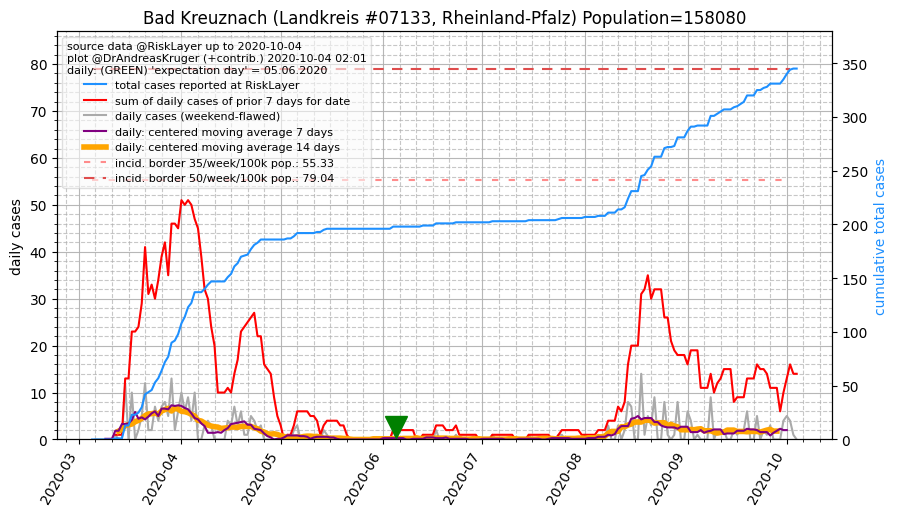 Bad Kreuznach (Landkreis #07133, Rheinland-Pfalz) Population=158080
source data @RiskLayer up to 2020-10-04
plot @DrAndreasKruger (+contrib.) 2020-10-04 02:01
daily: (GREEN) 'expectation day' = 05.06.2020
total cases reported at RiskLayer
sum of daily cases of prior 7 days for date
daily cases (weekend-flawed)
daily: centered moving average 7 days
daily: centered moving average 14 days
incid. border 35/week/100k pop.: 55.33
incid. border 50/week/100k pop.: 79.04
daily cases
80
70
60
50
40
30
20
10
0
cumulative total cases
350
300
250
200
150
100
50
0
2020-03
2020-04
2020-05
2020-06
2020-07
2020-08
2020-09
2020-10